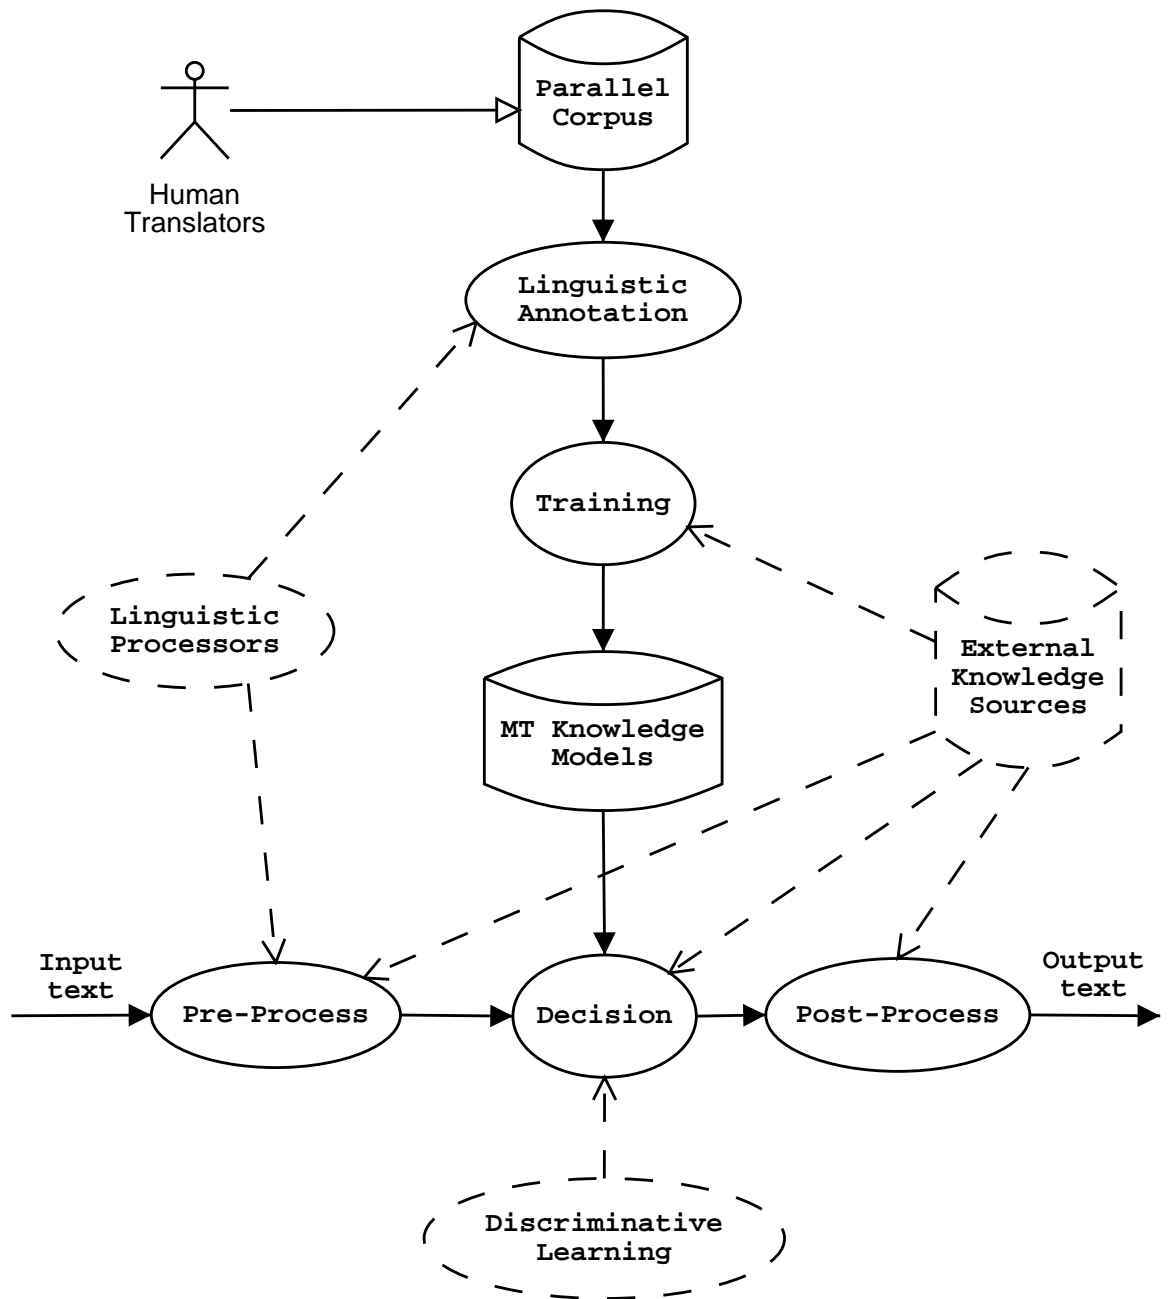 Parallel
Corpus
Human
Translators
Linguistic
Annotation
Training
Linguistic
Processors
External
Knowledge
Sources
MT Knowledge
Models
Input
text
Output
text
Pre-Process
Decision
Post-Process
Discriminative
Learning